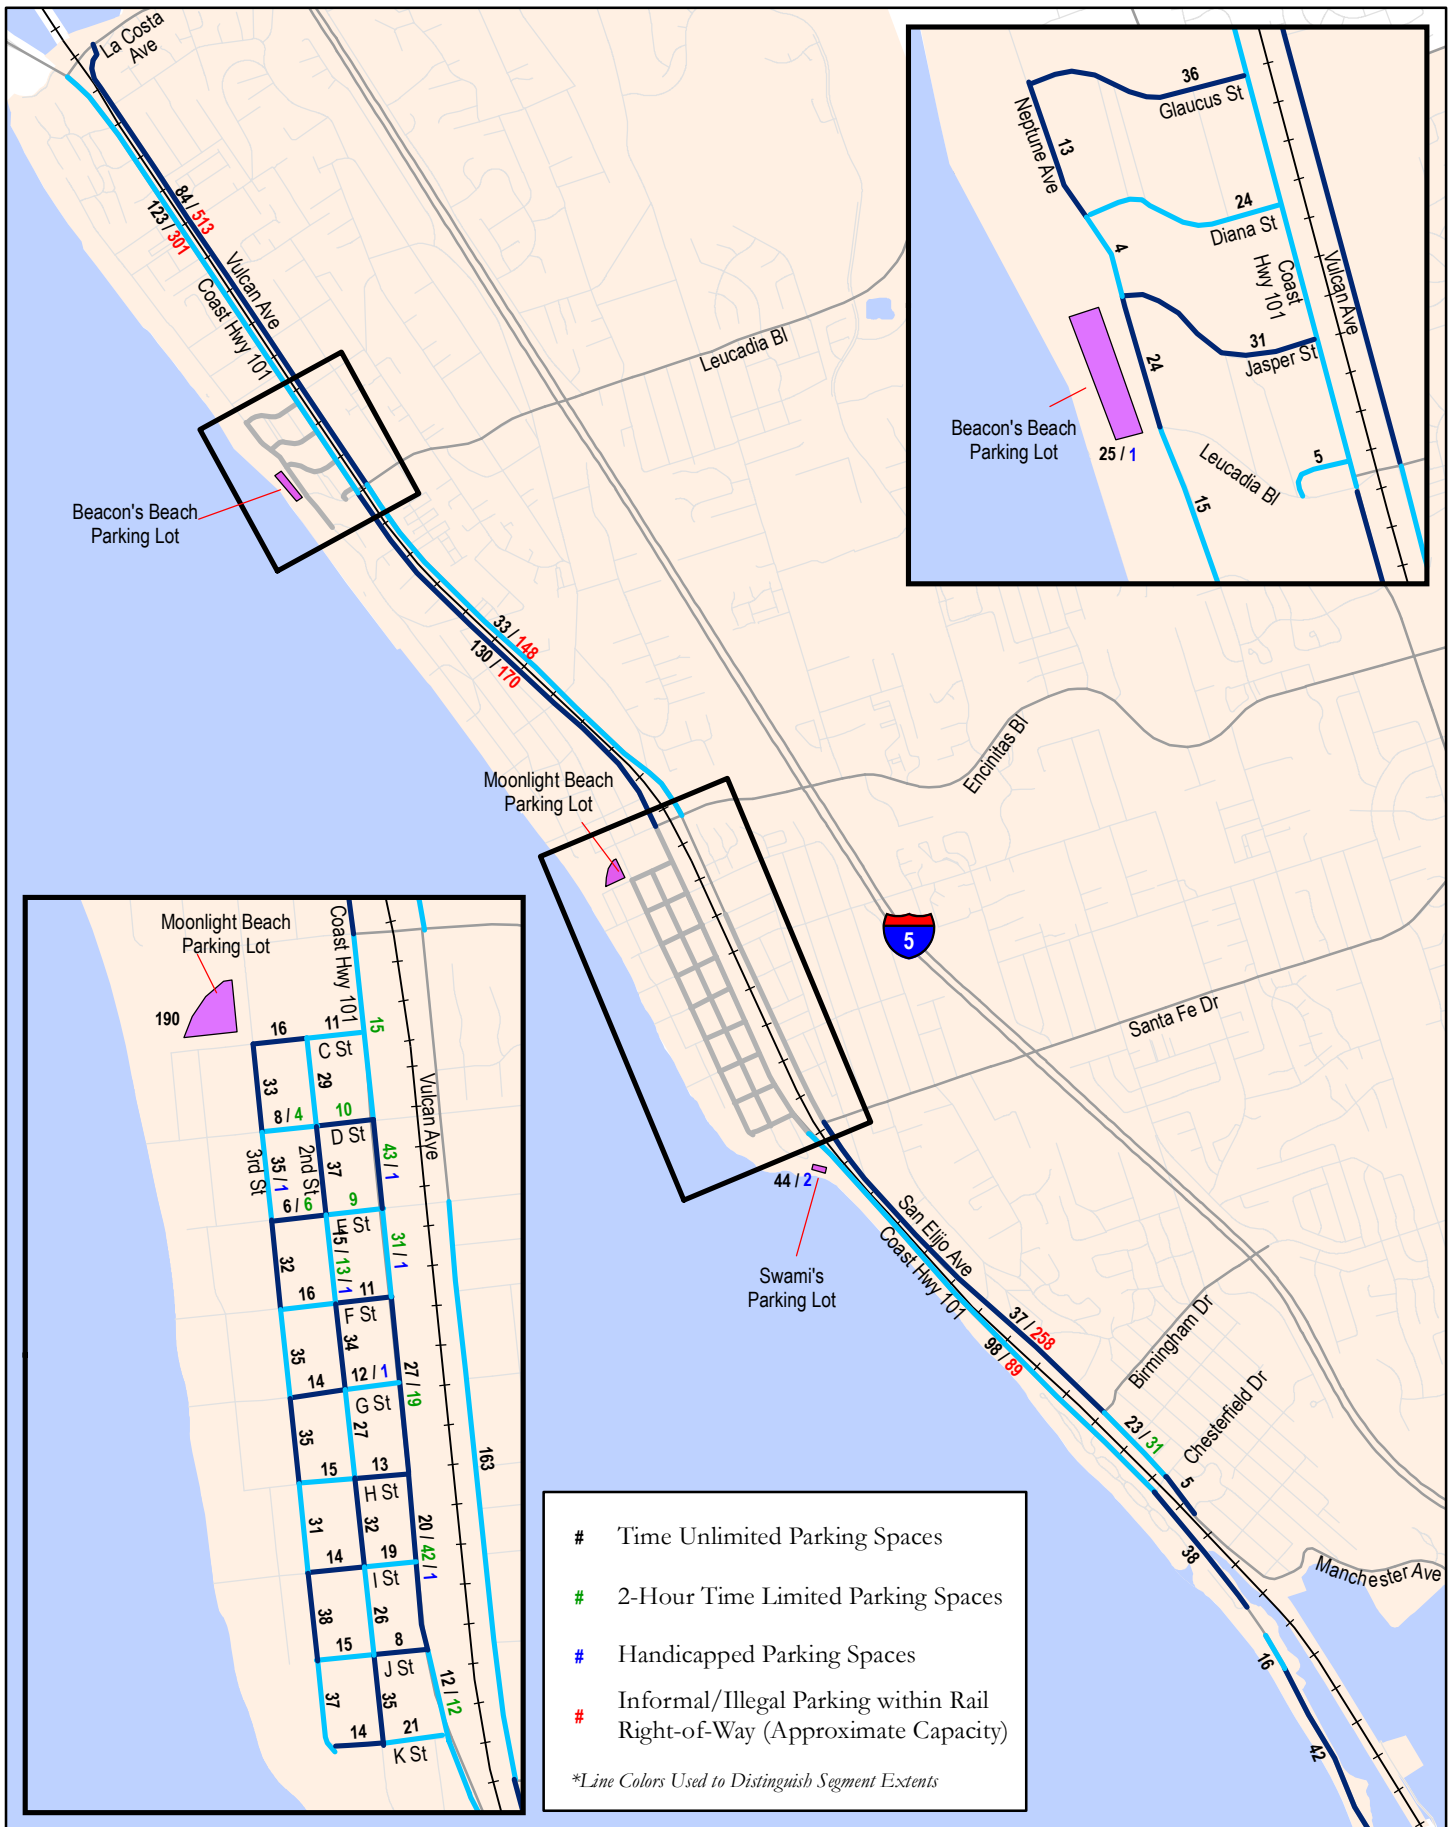 La Costa
Ave
84 / 513
123 / 301
Vulcan Ave
Coast Hwy 101
Leucadia Bl
Beacon's Beach
Parking Lot
33 / 148
130 / 170
Moonlight Beach
Parking Lot
Encinitas Bl
5
Santa Fe Dr
44 / 2
Swami's
Parking Lot
San Elijo Ave
Coast Hwy 101
37 / 258
98 / 89
Birmingham Dr
Chesterfield Dr
23 / 31
5
38
Manchester Ave
16
42
36
Glaucus St
Neptune Ave
13
24
Diana St
4
Coast
Hwy 101
Vulcan Ave
31
Jasper St
24
Beacon's Beach
Parking Lot
25 / 1
Leucadia Bl
5
15
Moonlight Beach
Parking Lot
190
Coast Hwy 101
15
16
11
C St
33
29
Vulcan Ave
8 / 4
10
D St
3rd St
35 / 1
2nd St
37
43 / 1
6 / 6
9
E St
32
15 / 13 / 1
31 / 1
16
11
F St
35
34
14
12 / 1
27 / 19
G St
35
27
15
13
163
H St
31
32
20 / 42 / 1
14
19
I St
38
26
15
8
J St
37
35
12 / 12
14
21
K St
# Time Unlimited Parking Spaces
# 2-Hour Time Limited Parking Spaces
# Handicapped Parking Spaces
# Informal/Illegal Parking within Rail
Right-of-Way (Approximate Capacity)
*Line Colors Used to Distinguish Segment Extents